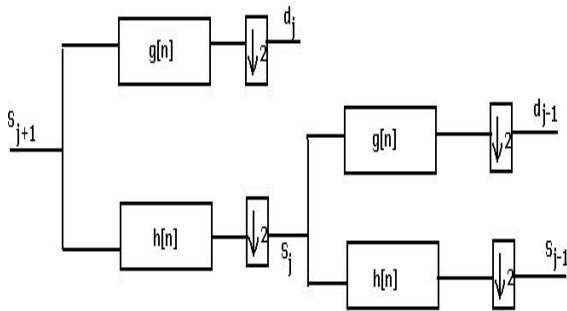 d_j
g[n]
2
S_{j+1}
d_{j-1}
g[n]
2
h[n]
2
S_j
S_{j-1}
h[n]
2